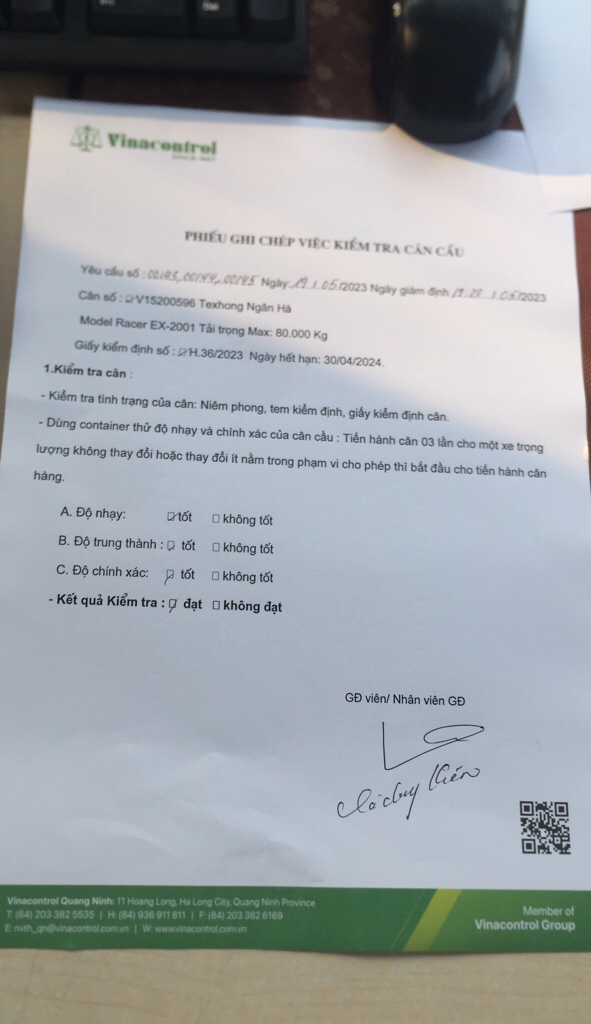 Vinacontrol
SINCE 1957
PHIẾU GHI CHÉP VIỆC KIỂM TRA CÂN CẦU
Yêu cầu số : 00143, 00144, 00145 Ngày: 19 / 05/2023 Ngày giám định / 05/2023
Cân số : ☑V15200596 Texhong Ngân Hà
Model Racer EX-2001 Tải trọng Max: 80.000 Kg
Giấy kiểm định số : ☑H.36/2023 Ngày hết hạn: 30/04/2024.
1.Kiểm tra cân :
- Kiểm tra tình trạng của cân: Niêm phong, tem kiểm định, giấy kiểm định cân.
- Dùng container thử độ nhạy và chính xác của cân cầu : Tiến hành cân 03 lần cho một xe trọng
lượng không thay đổi hoặc thay đổi ít nằm trong phạm vi cho phép thì bắt đầu cho tiến hành cân
hàng.
A. Độ nhạy: ☑ tốt ☐ không tốt
B. Độ trung thành : ☑ tốt ☐ không tốt
C. Độ chính xác: ☑ tốt ☐ không tốt
- Kết quả Kiểm tra : ☑ đạt ☐ không đạt
GĐ viên/ Nhân viên GĐ
Vinacontrol Quang Ninh: 11 Hoang Long, Ha Long City, Quang Ninh Province
T: (84) 203 382 5535 | H: (84) 936 911 811 | F: (84) 203 382 6169
E: nvth_qn@vinacontrol.com.vn | W: www.vinacontrol.com.vn
Member of
Vinacontrol Group